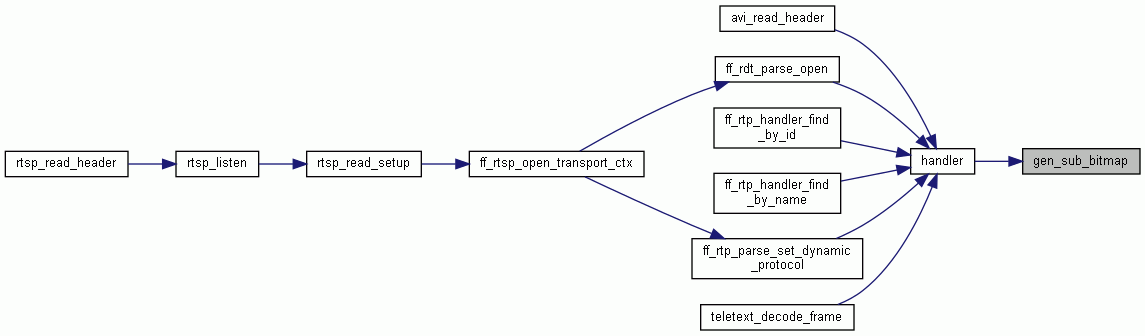 avi_read_header
ff_rdt_parse_open
ff_rtp_handler_find
_by_id
rtsp_read_header
rtsp_listen
rtsp_read_setup
ff_rtsp_open_transport_ctx
handler
gen_sub_bitmap
ff_rtp_handler_find
_by_name
ff_rtp_parse_set_dynamic
_protocol
teletext_decode_frame